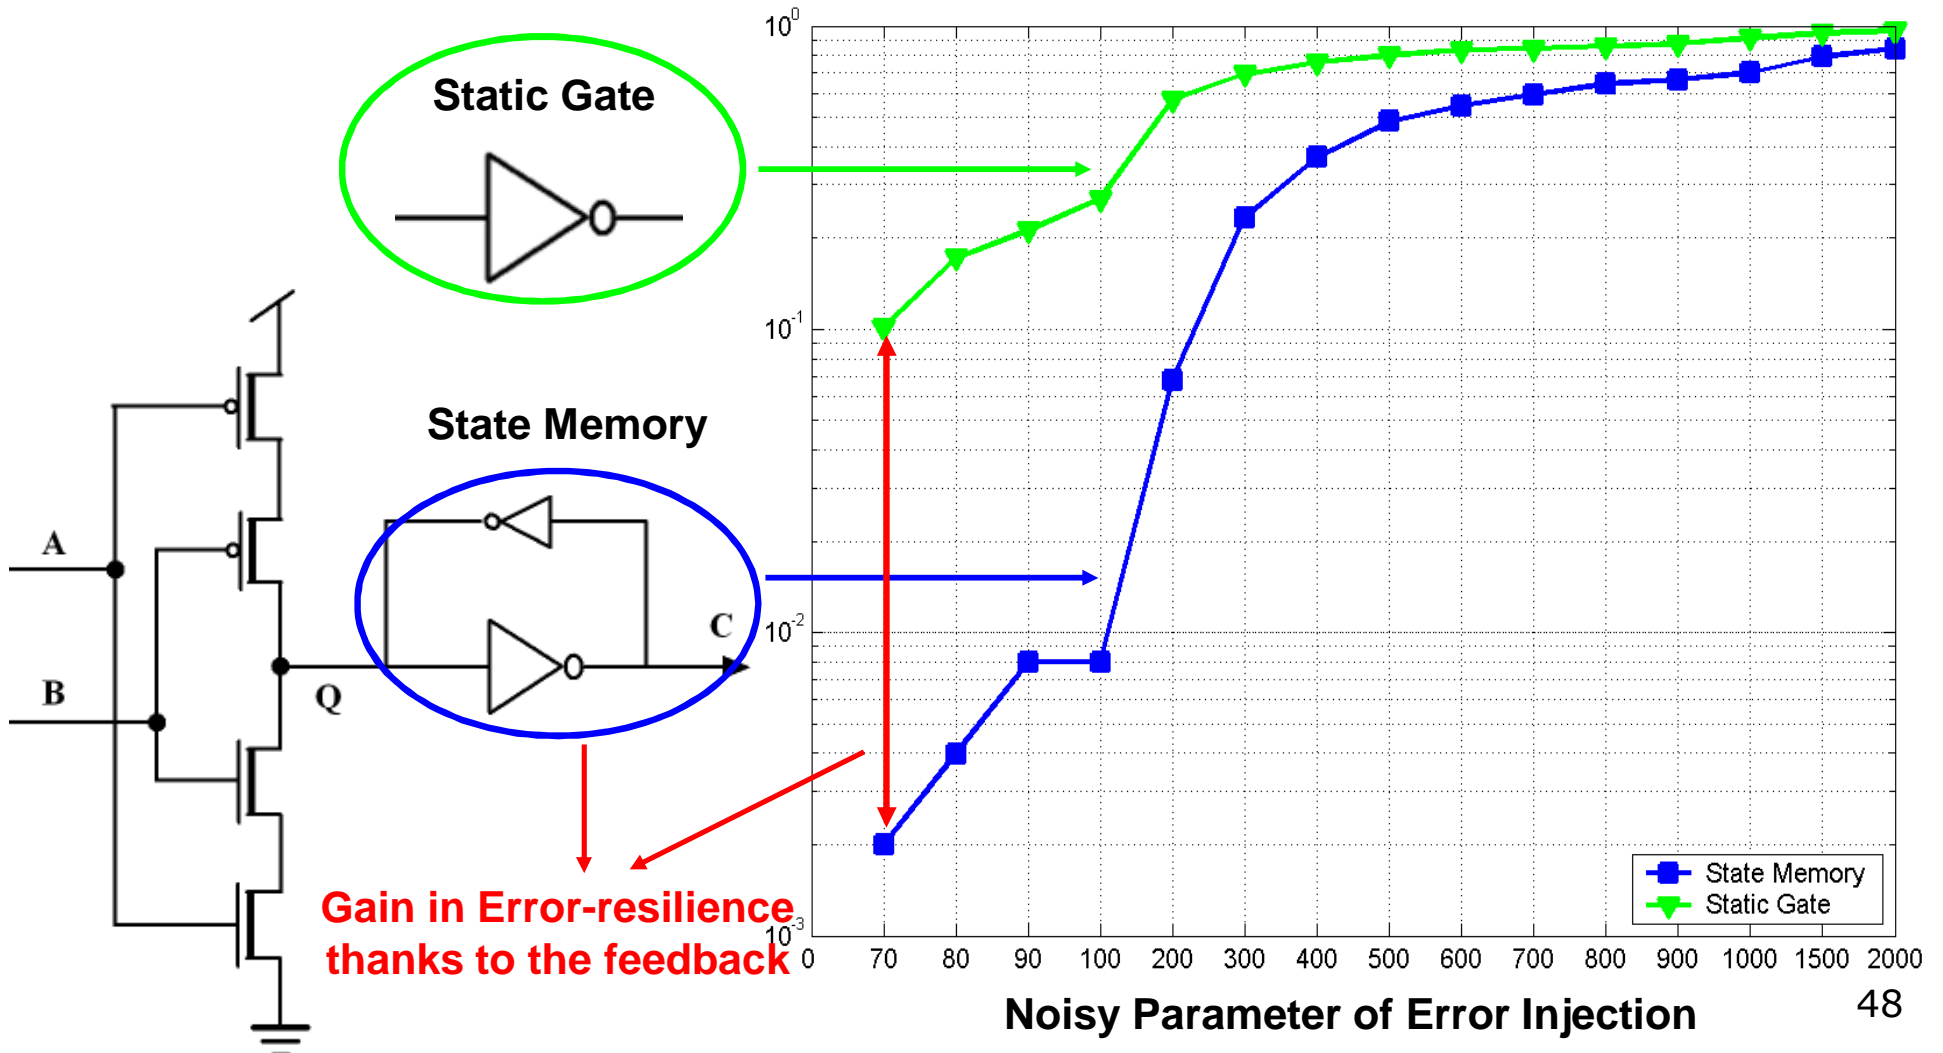 Static Gate
State Memory
A
B
Q
C
Gain in Error-resilience
thanks to the feedback
10^0
10^-1
10^-2
10^-3
0 70 80 90 100 200 300 400 500 600 700 800 900 1000 1500 2000
State Memory
Static Gate
Noisy Parameter of Error Injection
48